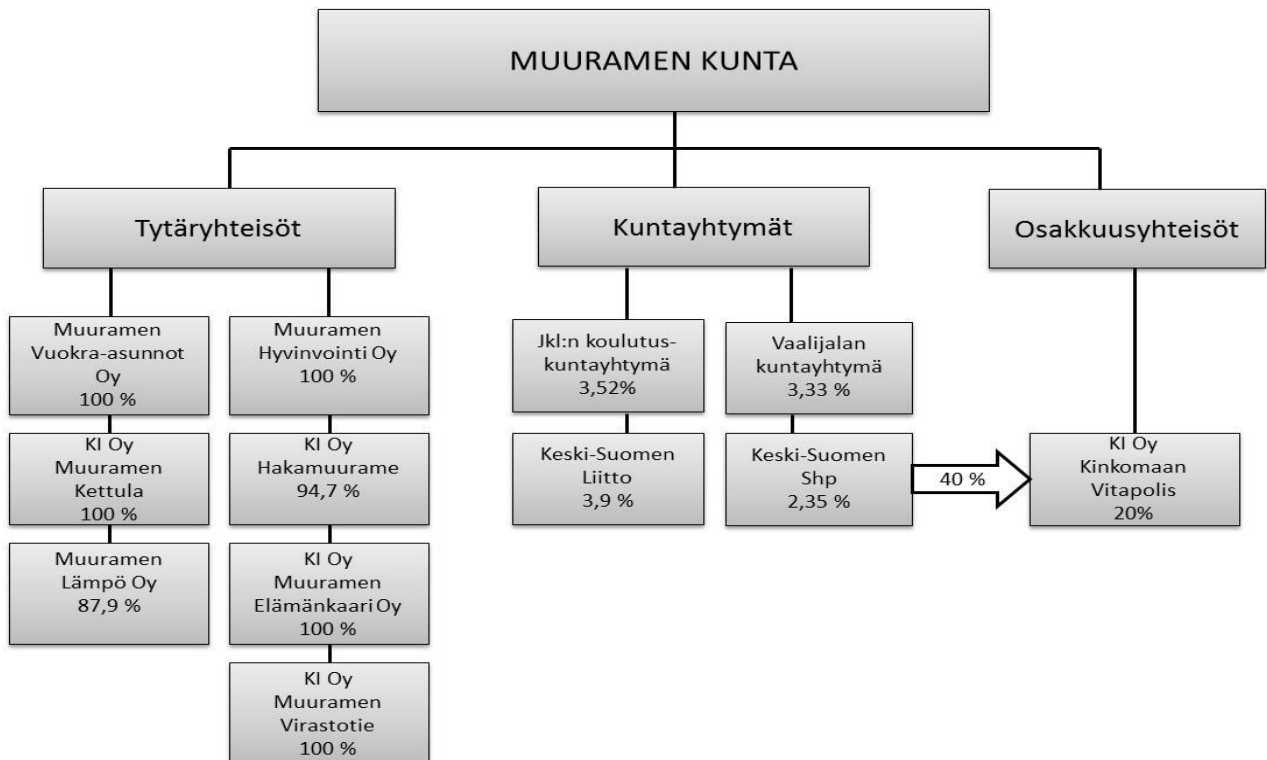 MUURAMEN KUNTA
Tytäryhteisöt
Kuntayhtymät
Osakkuusyhteisöt
Muuramen
Vuokra-asunnot
Oy
100 %
KI Oy
Muuramen
Kettula
100 %
Muuramen
Lämpö Oy
87,9 %
Muuramen
Hyvinvointi Oy
100 %
KI Oy
Hakamuurame
94,7 %
KI Oy
Muuramen
Elämänkaari Oy
100 %
KI Oy
Muuramen
Virastotie
100 %
Jkl:n koulutus-
kuntayhtymä
3,52%
Keski-Suomen
Liitto
3,9 %
Vaalijalan
kuntayhtymä
3,33 %
Keski-Suomen
Shp
2,35 %
40 %
KI Oy
Kinkomaan
Vitapolis
20%